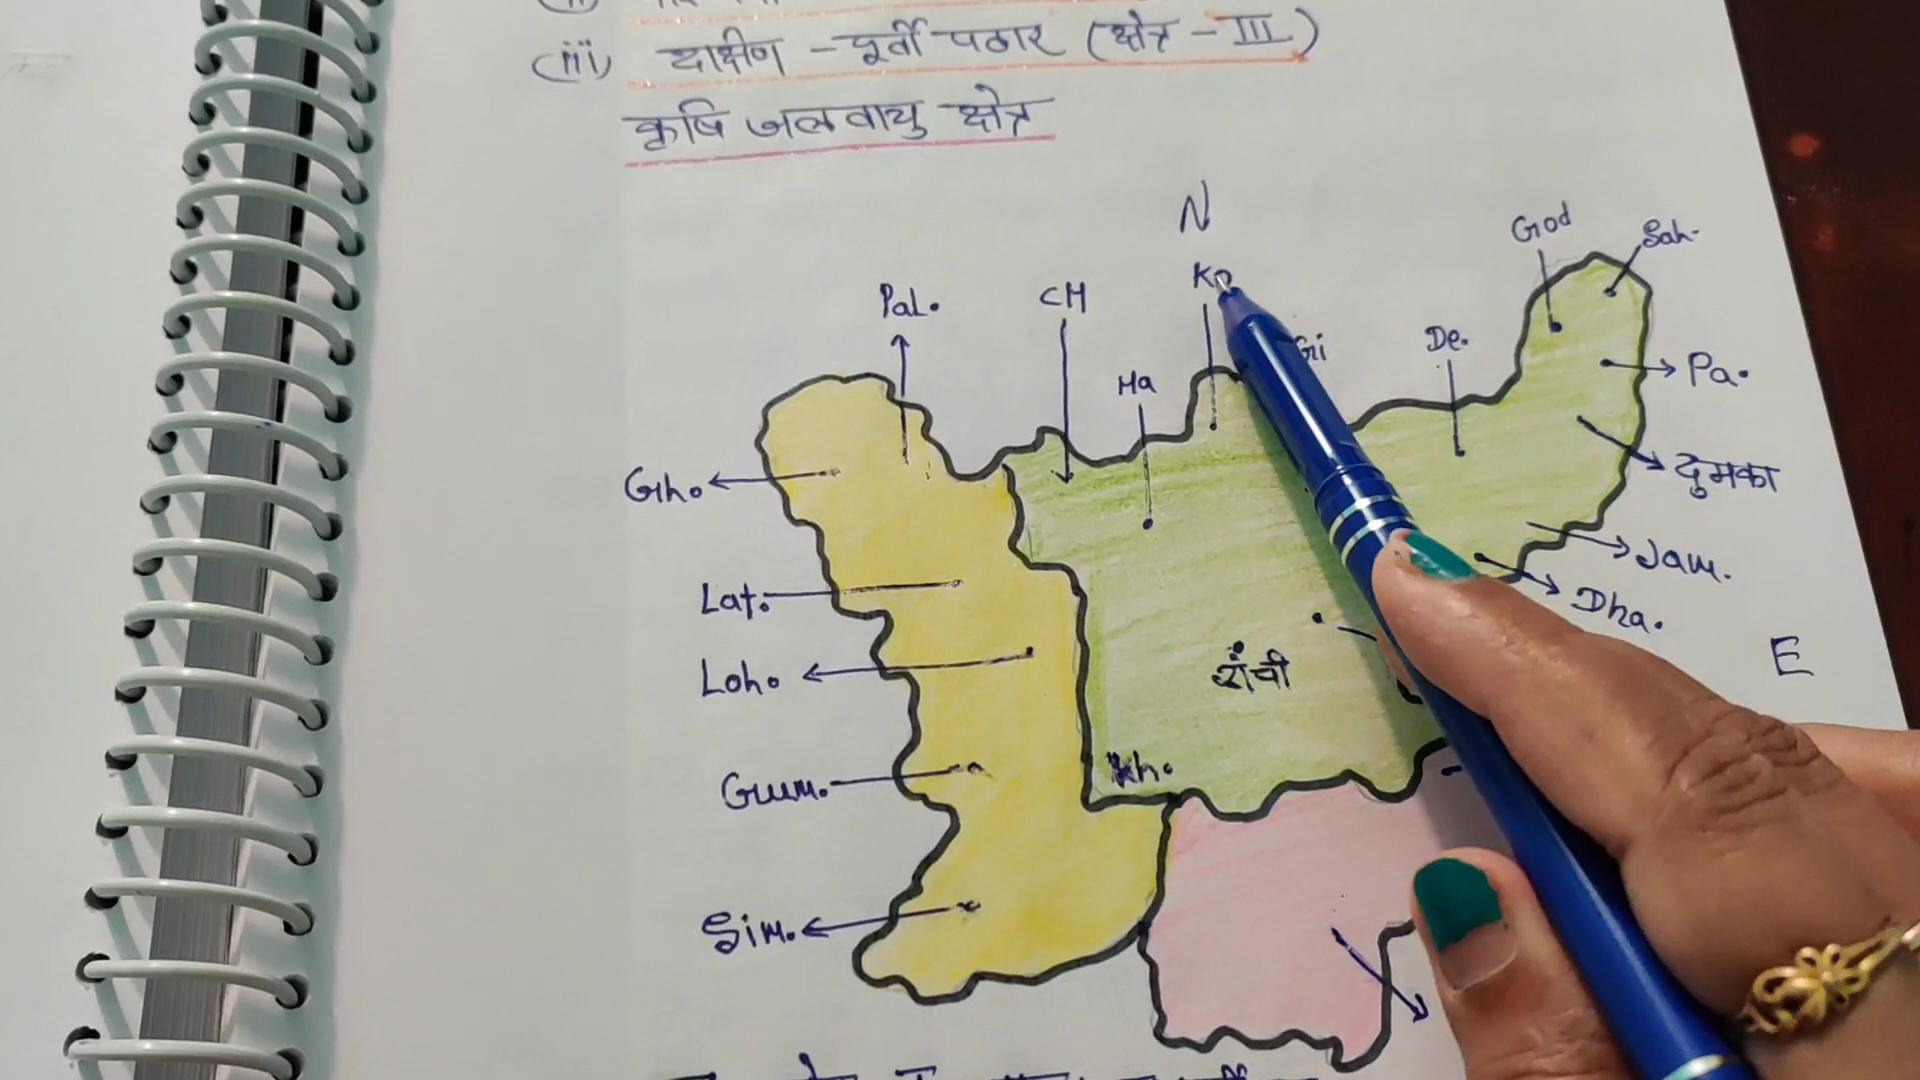 (iii) दाक्षीण - पूर्वी पठार (क्षेत्र - III)
कृषि जलवायु क्षेत्र
N
God
Sah.
Pal.
CH
Ko
Gi
De.
Ha
Pa.
Gh.
दुमका
Lat.
Jam.
Dha.
Loh.
रांची
E
Gum.
kh.
Sim.